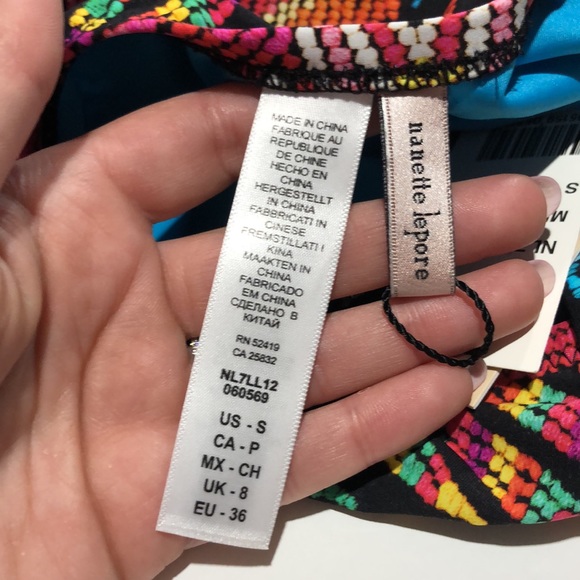 MADE IN CHINA
FABRIQUE AU
REPUBLIQUE
DE CHINE
HECHO EN
CHINA
HERGESTELLT
IN CHINA
FABBRICATI IN
CINESE
FREMSTILLATI I
KINA
MAAKTEN IN
CHINA
FABRICADO
EM CHINA
СДЕЛАНО В
КИТАЙ
RN 52419
CA 25832
NL7LL12
060569
US - S
CA - P
MX - CH
UK - 8
EU - 36
nanette lepore
S